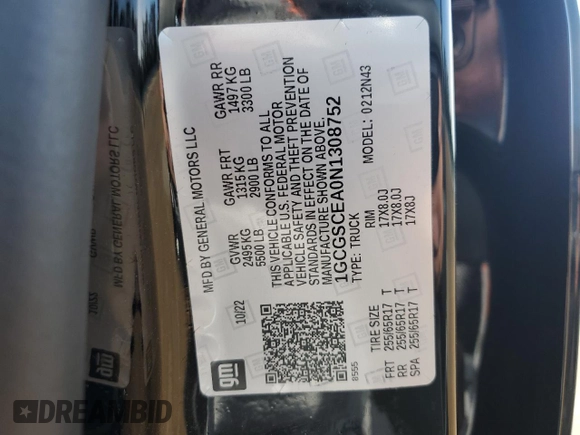 gm
MFD BY GENERAL MOTORS LLC
10/22
GVWR
2495 KG
5500 LB
GAWR FRT
1315 KG
2900 LB
GAWR RR
1497 KG
3300 LB
THIS VEHICLE CONFORMS TO ALL
APPLICABLE U.S. FEDERAL MOTOR
VEHICLE SAFETY AND THEFT PREVENTION
STANDARDS IN EFFECT ON THE DATE OF
MANUFACTURE SHOWN ABOVE.
1GCGSCEA0N1308752
8555
TYPE: TRUCK
MODEL: 0212N43
TIRE SIZE
RIM
FRT 255/65R17 T 17X8.0J
RR 255/65R17 T 17X8.0J
SPA 255/65R17 T 17X8J
DREAMBID